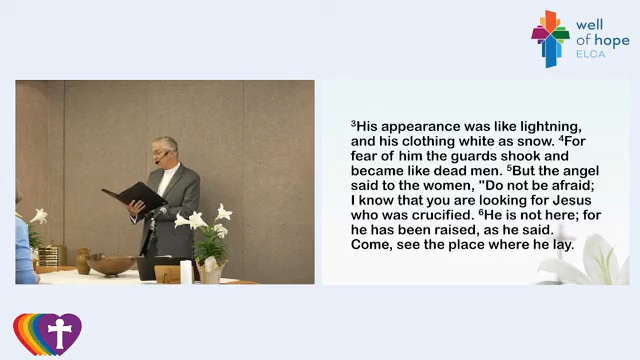 well
of hope
ELCA
³His appearance was like lightning,
and his clothing white as snow. ⁴For
fear of him the guards shook and
became like dead men. ⁵But the angel
said to the women, "Do not be afraid;
I know that you are looking for Jesus
who was crucified. ⁶He is not here; for
he has been raised, as he said.
Come, see the place where he lay.